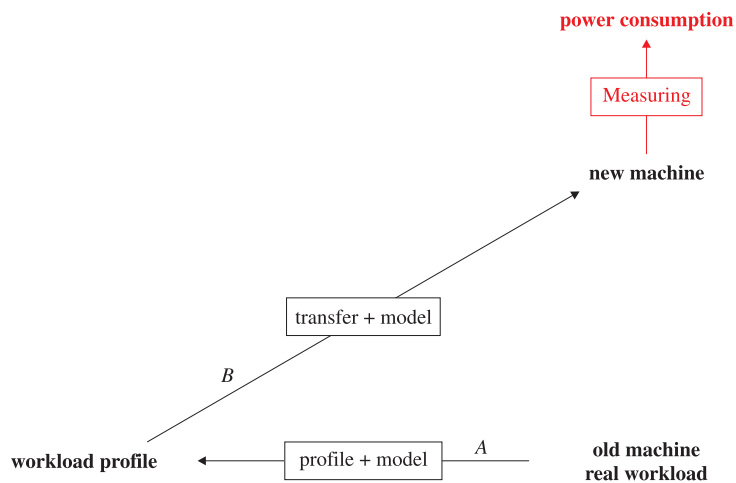 power consumption
Measuring
new machine
transfer + model
B
workload profile
profile + model
A
old machine
real workload